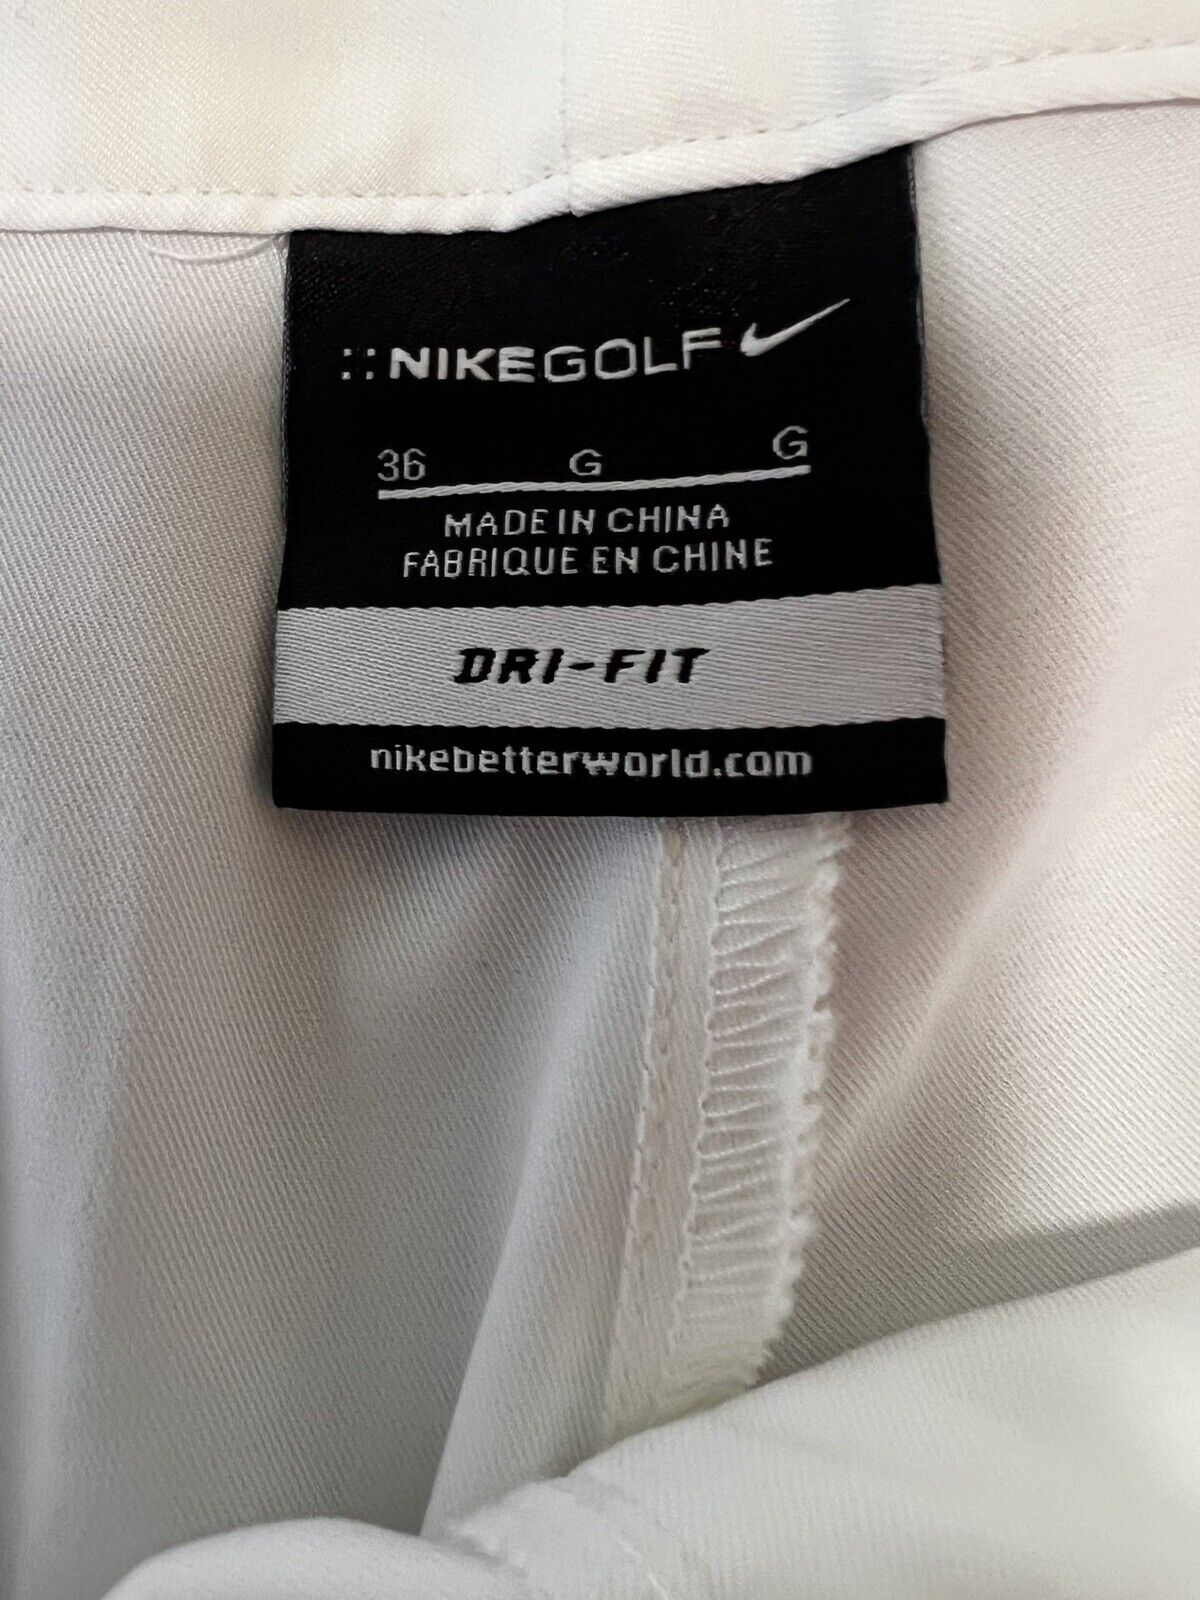 NIKEGOLF
36 G G
MADE IN CHINA
FABRIQUE EN CHINE
DRI-FIT
nikebetterworld.com